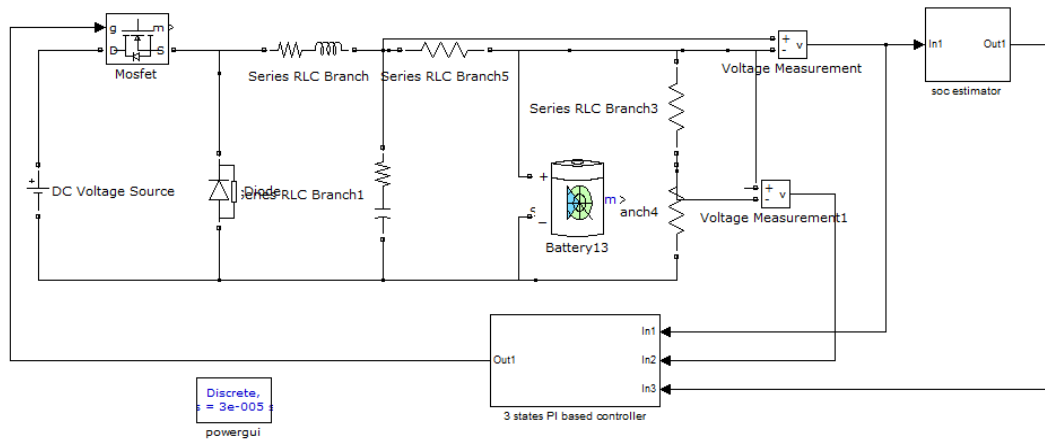 g
m
D
S
Mosfet
+
-
v
Voltage Measurement
In1
Out1
soc estimator
Series RLC Branch
Series RLC Branch5
Series RLC Branch3
+
DC Voltage Source
Diode
eries RLC Branch1
+
m
anch4
Battery13
+
-
v
Voltage Measurement1
Out1
In1
In2
In3
3 states PI based controller
Discrete,
s = 3e-005 s
powergui